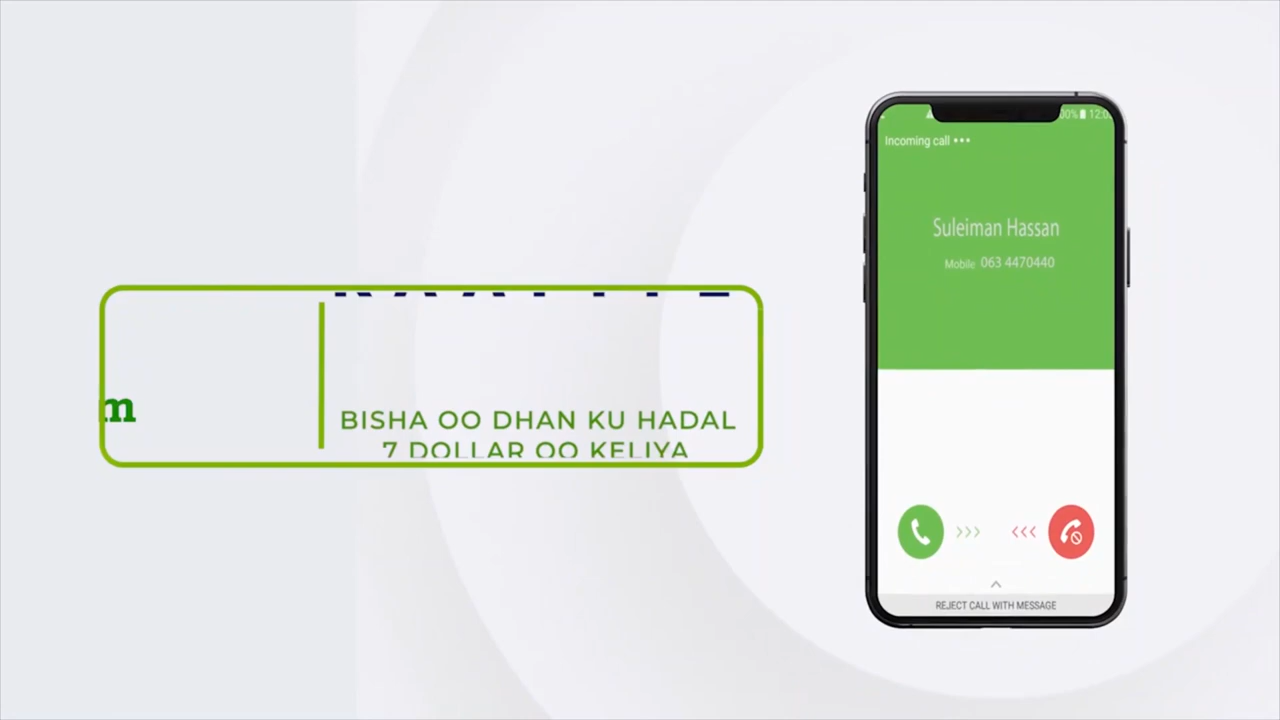 m
BISHA OO DHAN KU HADAL
7 DOLLAR OO KELIYA
Incoming call •••
Suleiman Hassan
Mobile 063 4470440
REJECT CALL WITH MESSAGE